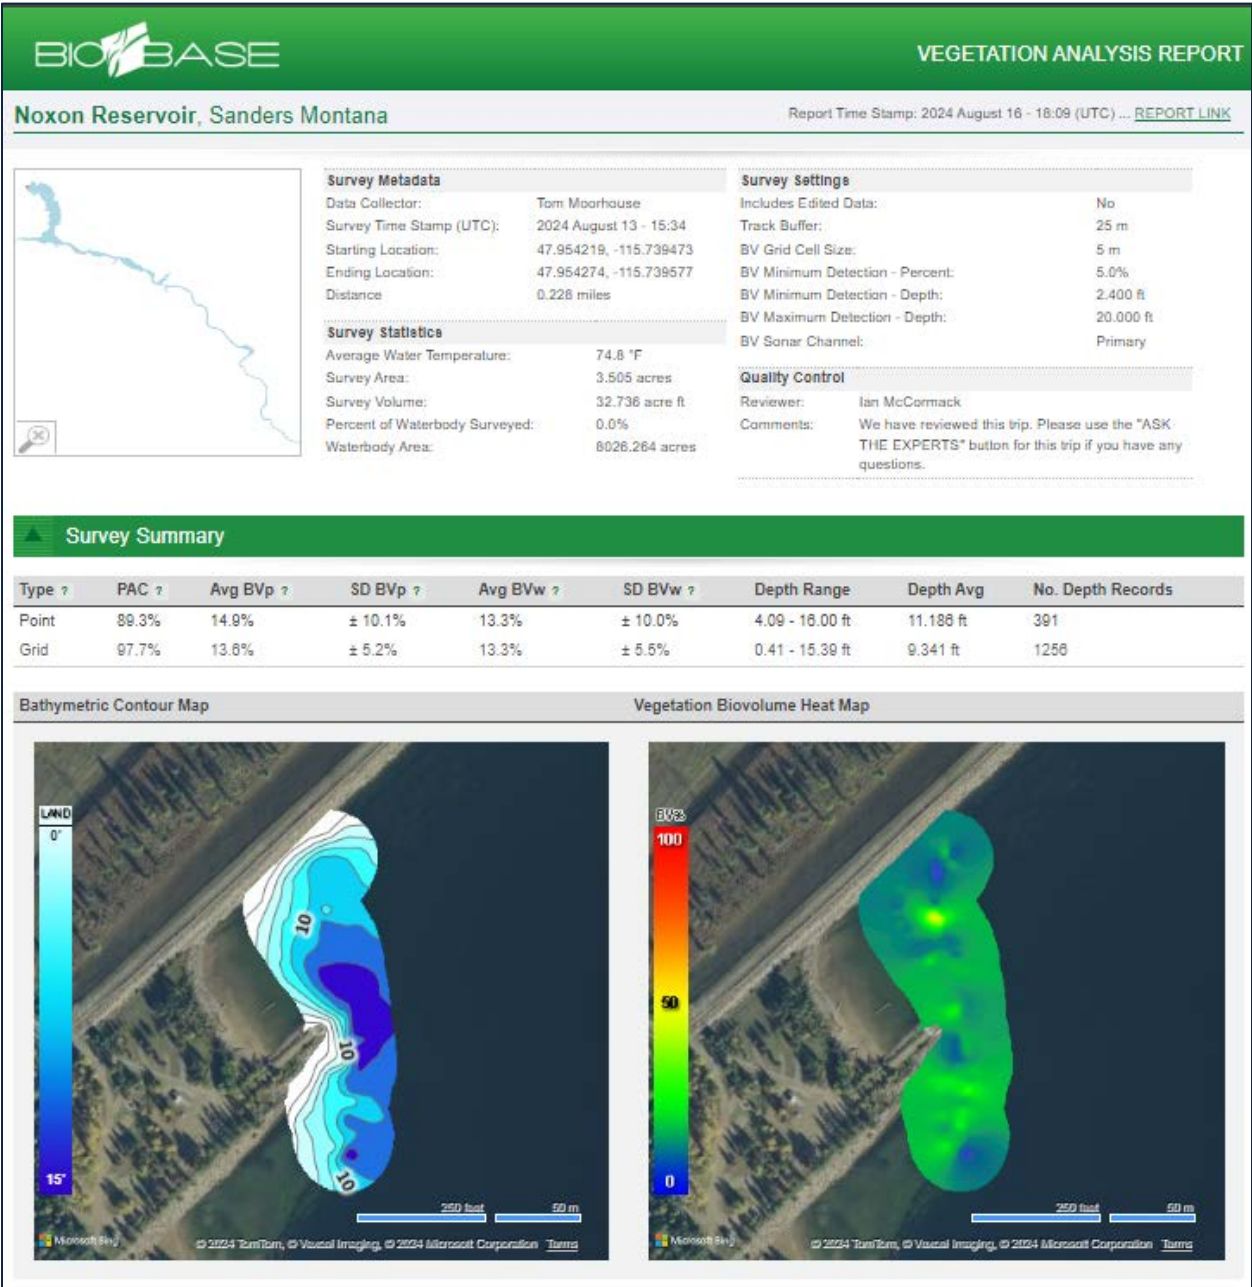 BIOBASE
VEGETATION ANALYSIS REPORT
Noxon Reservoir, Sanders Montana
Report Time Stamp: 2024 August 16 - 18:09 (UTC) ... REPORT LINK
Survey Metadata
Data Collector: Tom Moorhouse
Survey Time Stamp (UTC): 2024 August 13 - 15:34
Starting Location: 47.954219, -115.739473
Ending Location: 47.954274, -115.739577
Distance 0.228 miles
Survey Statistics
Average Water Temperature: 74.8 °F
Survey Area: 3.505 acres
Survey Volume: 32.736 acre ft
Percent of Waterbody Surveyed: 0.0%
Waterbody Area: 8026.264 acres
Survey Settings
Includes Edited Data: No
Track Buffer: 25 m
BV Grid Cell Size: 5 m
BV Minimum Detection - Percent: 5.0%
BV Minimum Detection - Depth: 2.400 ft
BV Maximum Detection - Depth: 20.000 ft
BV Sonar Channel: Primary
Quality Control
Reviewer: Ian McCormack
Comments: We have reviewed this trip. Please use the "ASK
THE EXPERTS" button for this trip if you have any
questions.
Survey Summary
Type ? PAC ? Avg BVp ? SD BVp ? Avg BVw ? SD BVw ? Depth Range Depth Avg No. Depth Records
Point 89.3% 14.9% ± 10.1% 13.3% ± 10.0% 4.09 - 16.00 ft 11.186 ft 391
Grid 97.7% 13.6% ± 5.2% 13.3% ± 5.5% 0.41 - 15.39 ft 9.341 ft 1256
Bathymetric Contour Map
Vegetation Biovolume Heat Map
LAND
0'
15'
10
10
10
250 feet 50 m
Microsoft Bing
© 2024 TomTom, © Vexcel Imaging, © 2024 Microsoft Corporation Terms
BV%
100
50
0
250 feet 50 m
Microsoft Bing
© 2024 TomTom, © Vexcel Imaging, © 2024 Microsoft Corporation Terms